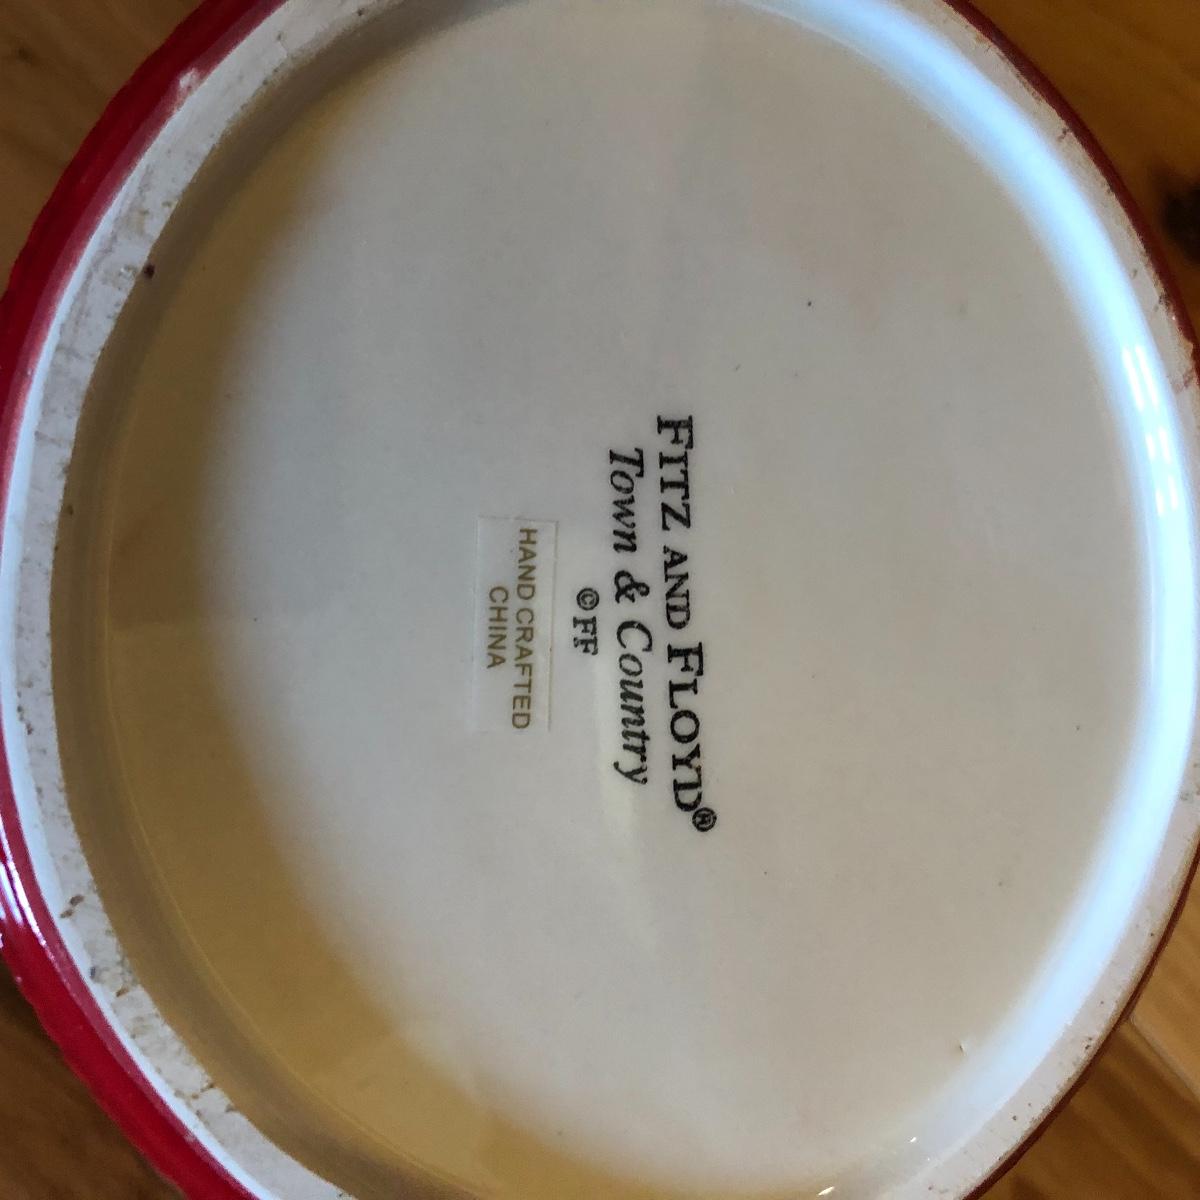 FITZ AND FLOYD®
Town & Country
© FF
HAND CRAFTED
CHINA